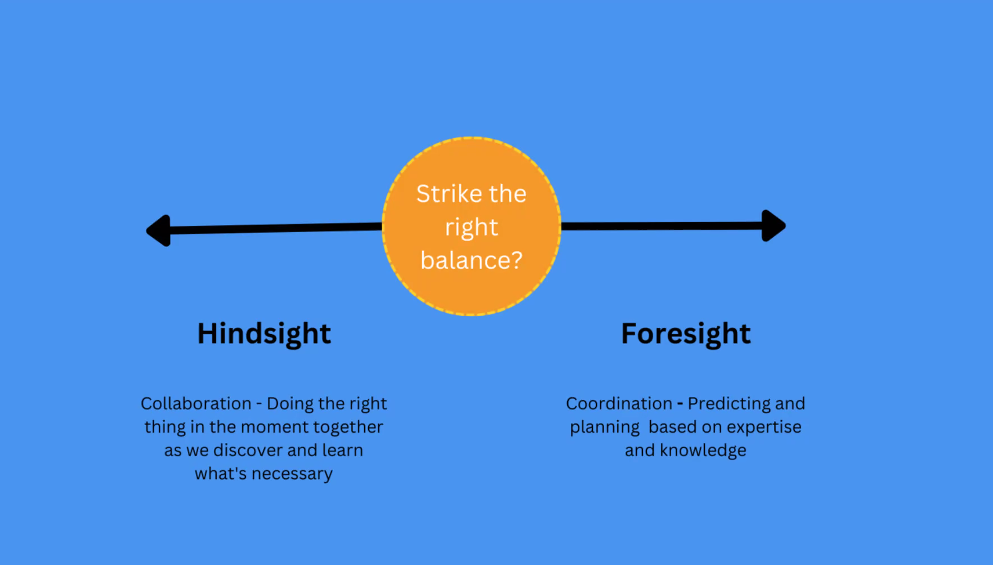 Strike the
right
balance?
Hindsight
Foresight
Collaboration - Doing the right
thing in the moment together
as we discover and learn
what's necessary
Coordination - Predicting and
planning  based on expertise
and knowledge